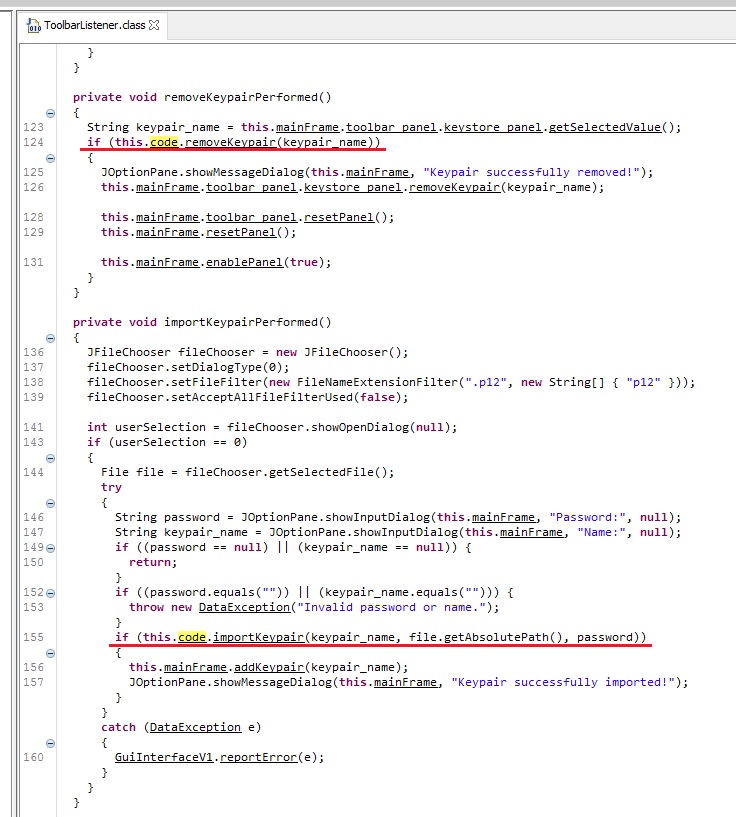 ToolbarListener.class
}
}
private void removeKeypairPerformed()
{
123 String keypair_name = this.mainFrame.toolbar_panel.keystore_panel.getSelectedValue();
124 if (this.code.removeKeypair(keypair_name))
{
125 JOptionPane.showMessageDialog(this.mainFrame, "Keypair successfully removed!");
126 this.mainFrame.toolbar_panel.keystore_panel.removeKeypair(keypair_name);
128 this.mainFrame.toolbar_panel.resetPanel();
129 this.mainFrame.resetPanel();
131 this.mainFrame.enablePanel(true);
}
}
private void importKeypairPerformed()
{
136 JFileChooser fileChooser = new JFileChooser();
137 fileChooser.setDialogType(0);
138 fileChooser.setFileFilter(new FileNameExtensionFilter(".p12", new String[] { "p12" }));
139 fileChooser.setAcceptAllFileFilterUsed(false);
141 int userSelection = fileChooser.showOpenDialog(null);
143 if (userSelection == 0)
{
144 File file = fileChooser.getSelectedFile();
try
{
146 String password = JOptionPane.showInputDialog(this.mainFrame, "Password:", null);
147 String keypair_name = JOptionPane.showInputDialog(this.mainFrame, "Name:", null);
149 if ((password == null) || (keypair_name == null)) {
150 return;
}
152 if ((password.equals("")) || (keypair_name.equals(""))) {
153 throw new DataException("Invalid password or name.");
}
155 if (this.code.importKeypair(keypair_name, file.getAbsolutePath(), password))
{
156 this.mainFrame.addKeypair(keypair_name);
157 JOptionPane.showMessageDialog(this.mainFrame, "Keypair successfully imported!");
}
}
catch (DataException e)
{
160 GuiInterfaceV1.reportError(e);
}
}
}